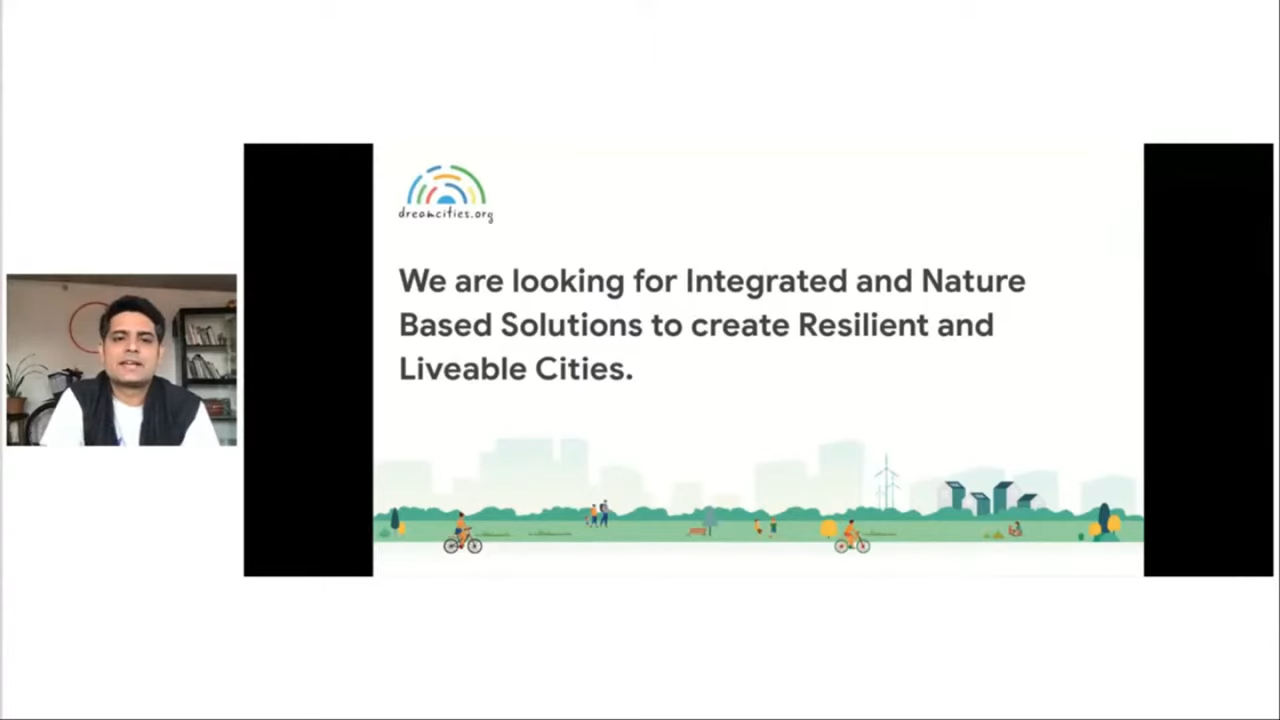 dreamcities.org
We are looking for Integrated and Nature
Based Solutions to create Resilient and
Liveable Cities.